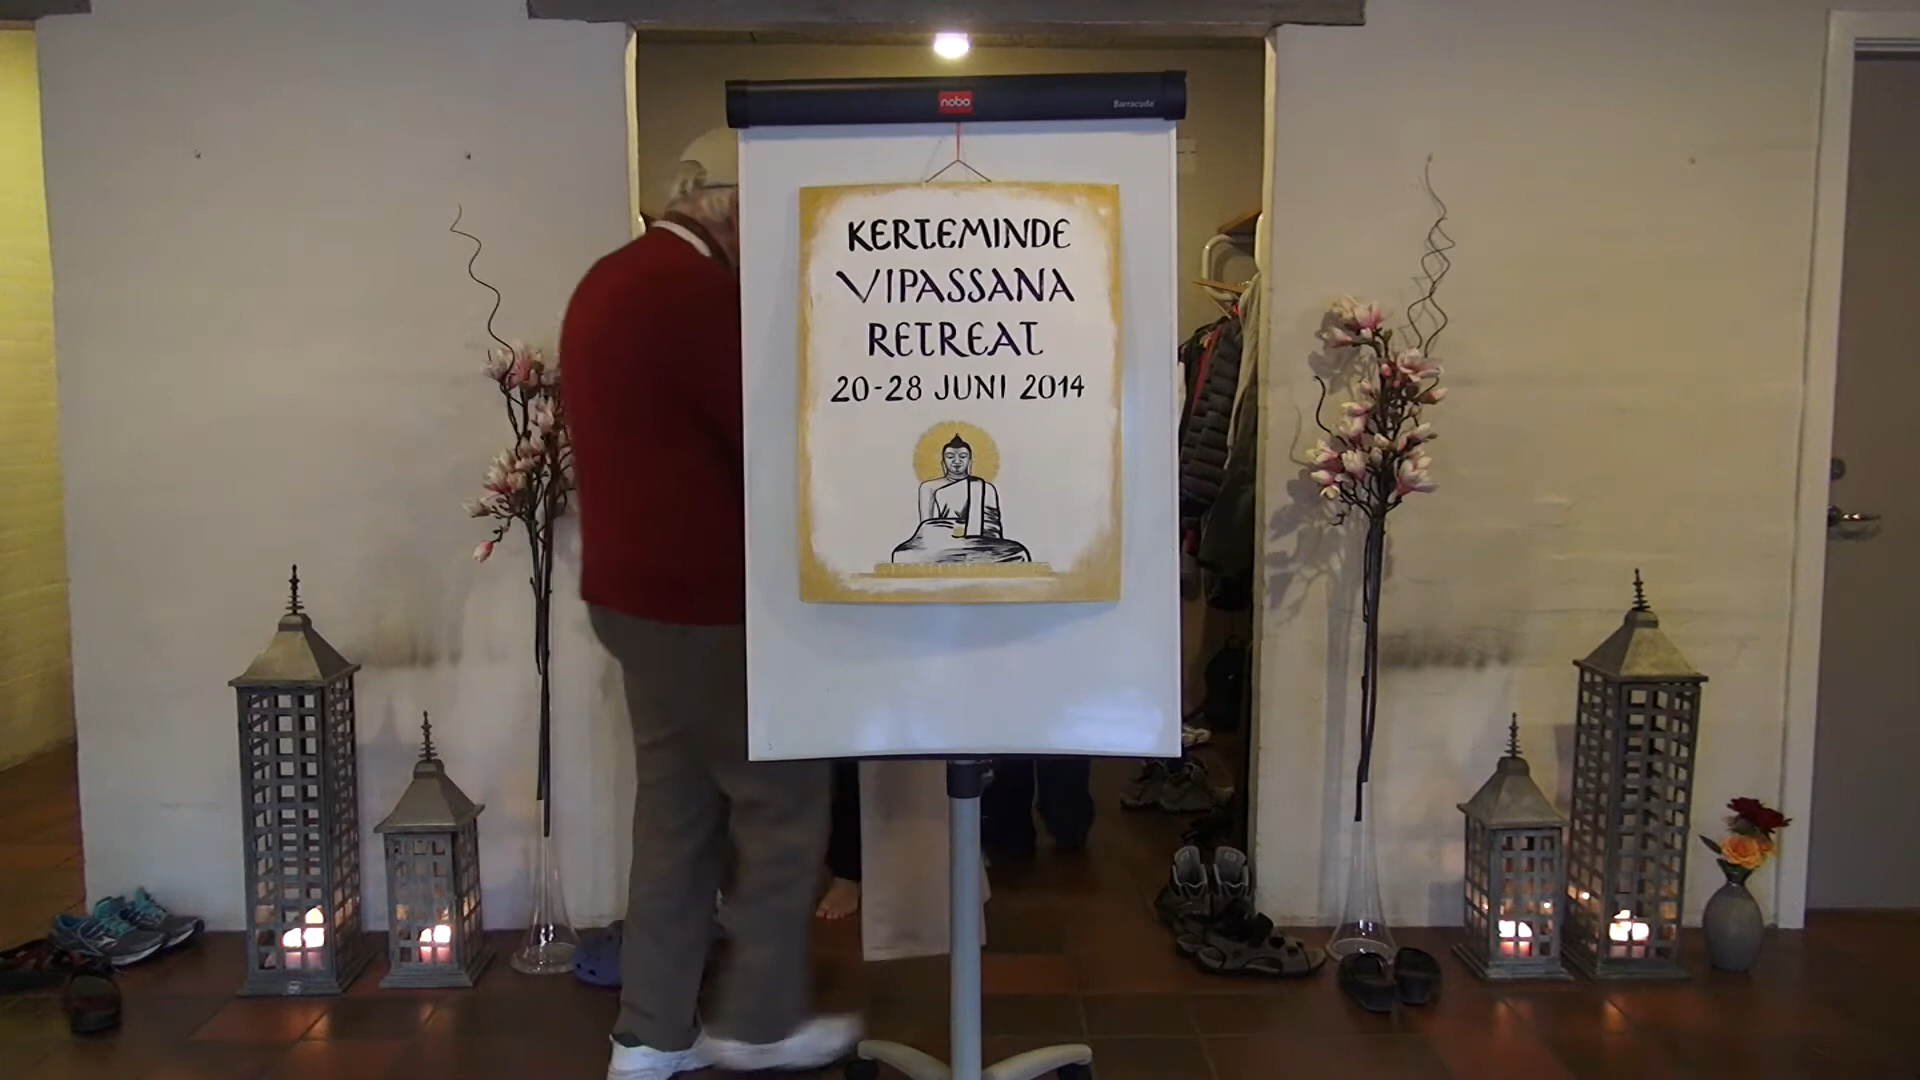 nobo
Barracuda
KERTEMINDE
VIPASSANA
RETREAT
20-28 JUNI 2014